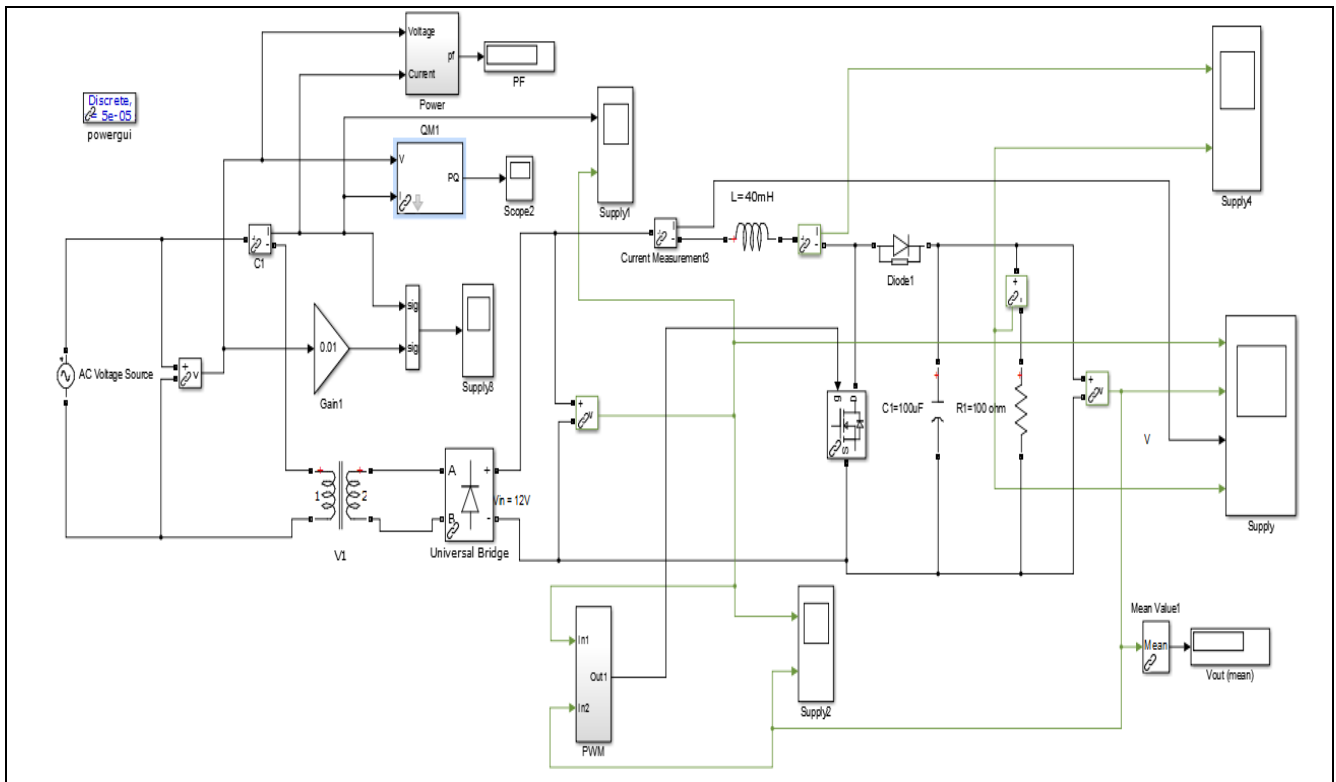 Voltage
Current
pf
Power
PF
Discrete,
= 5e-05
powergui
QM1
V
I
PQ
Scope2
Supply1
Supply4
L= 40mH
+
I
-
C1
+
I
-
Current Measurement3
+
I
-
Diode1
sig
sig
Supply3
AC Voltage Source
+
-
v
0.01
Gain1
+
-
v
g
D
S
C1=100uF
R1=100 ohm
+
-
v
V
Supply
1
2
V1
A
B
+
-
Universal Bridge
Vin = 12V
In1
In2
Out1
PWM
Supply2
Mean Value1
Mean
Vout (mean)